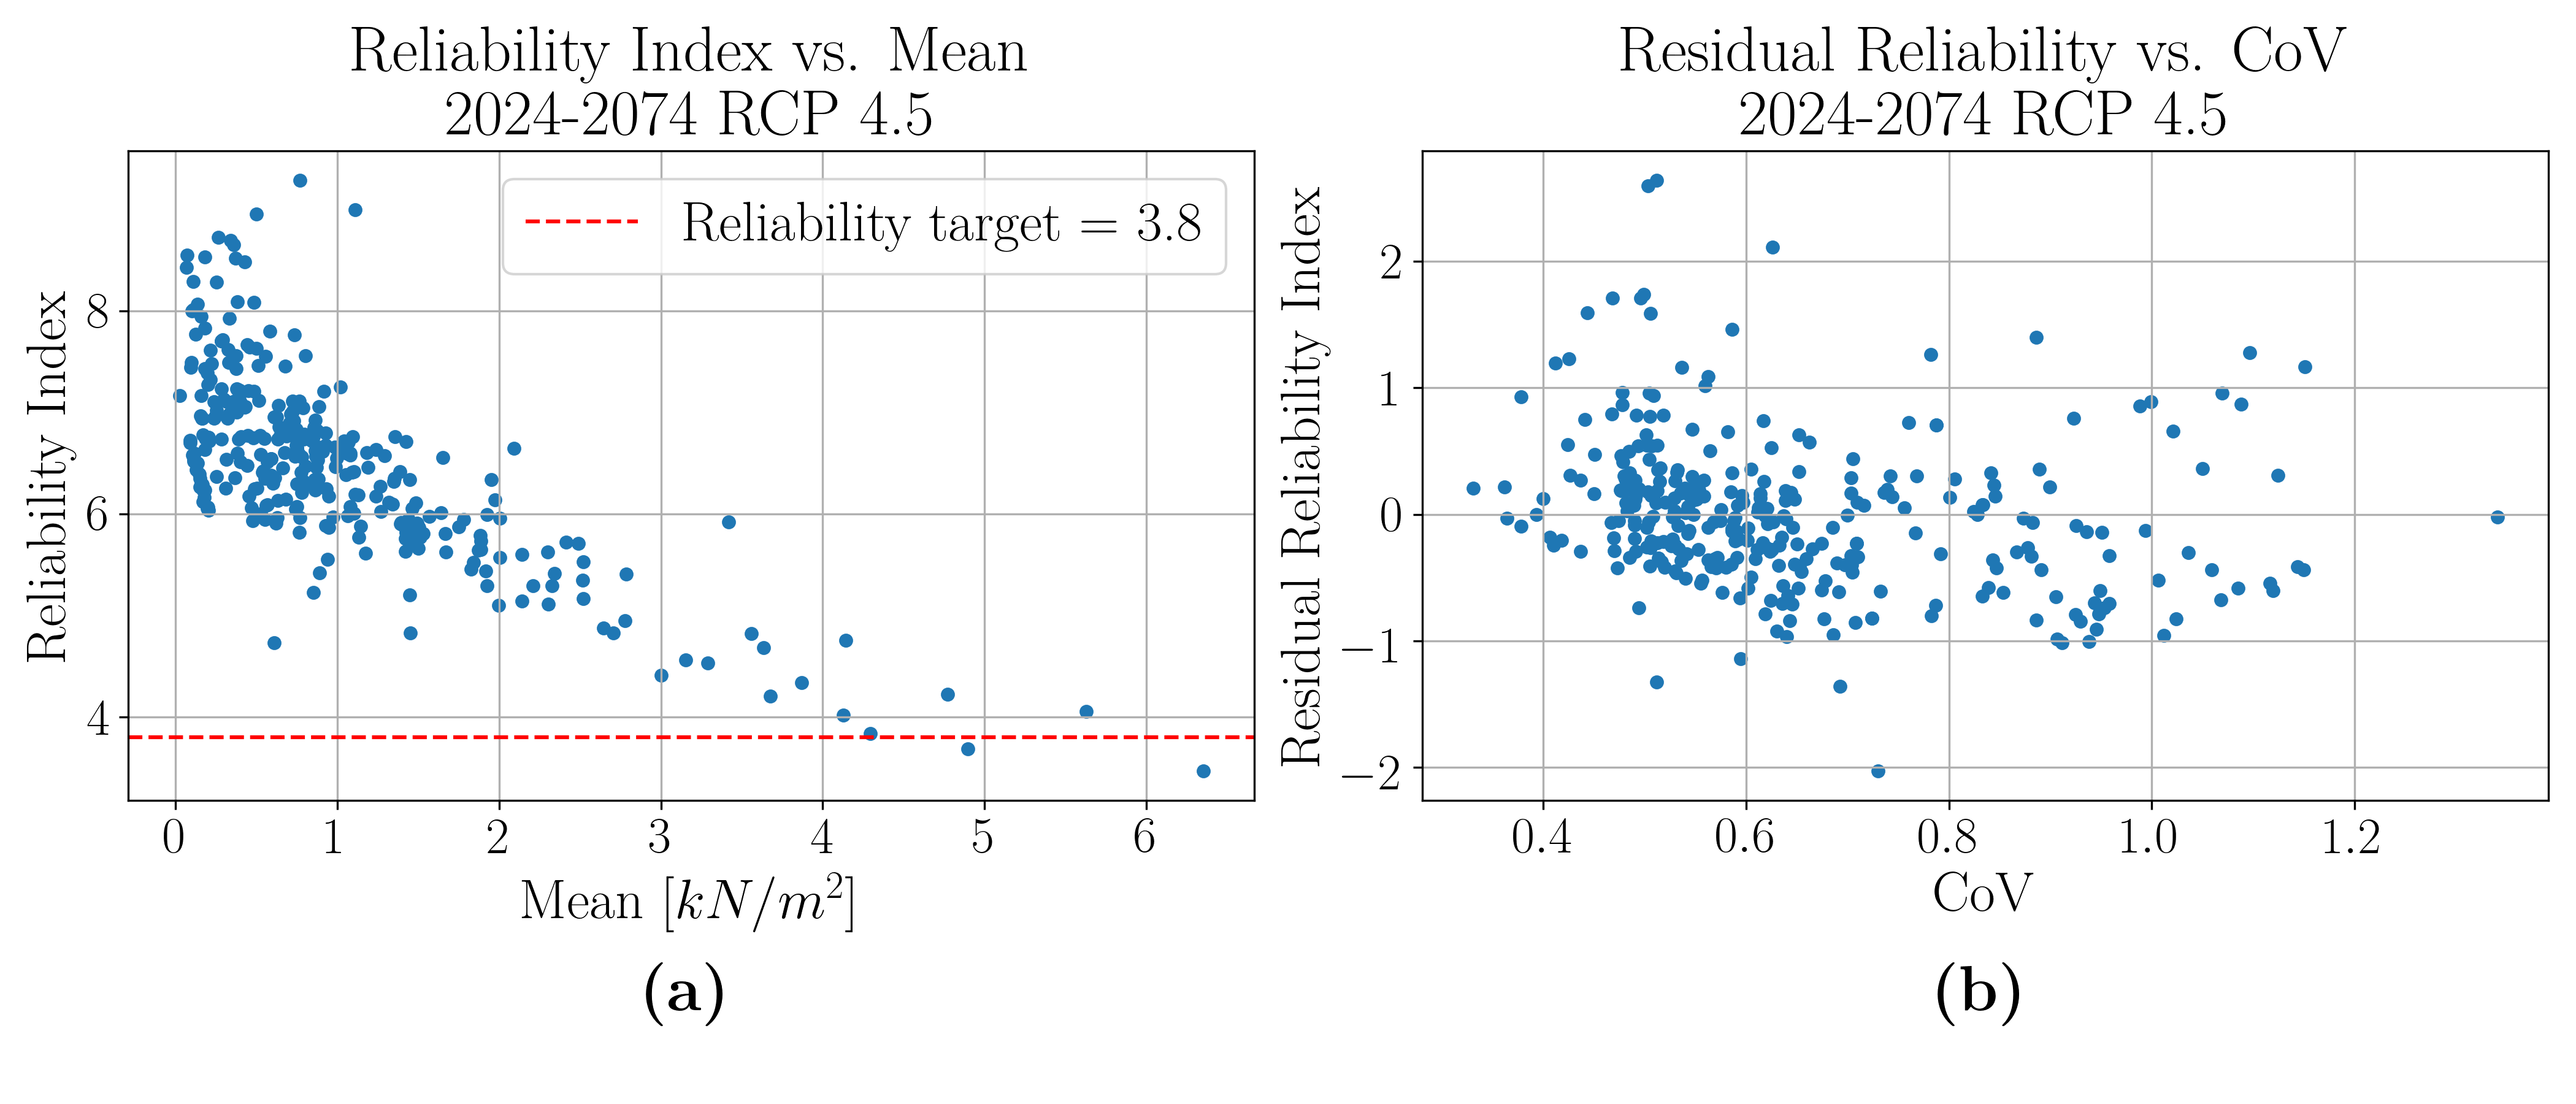 Reliability Index vs. Mean
2024-2074 RCP 4.5
Reliability Index
8
6
4
Reliability target = 3.8
0 1 2 3 4 5 6
Mean [kN/m²]
(a)
Residual Reliability vs. CoV
2024-2074 RCP 4.5
Residual Reliability Index
2
1
0
−1
−2
0.4 0.6 0.8 1.0 1.2
CoV
(b)